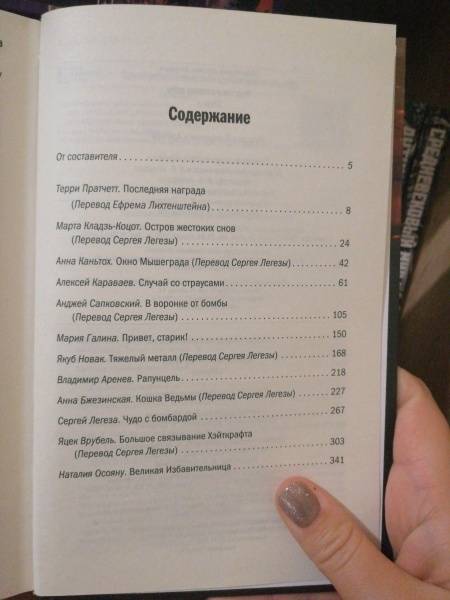 Содержание
От составителя 5
Терри Пратчетт. Последняя награда
(Перевод Ефрема Лихтенштейна) 8
Марта Кладзь-Коцот. Остров жестоких снов
(Перевод Сергея Легезы) 24
Анна Каньтох. Окно Мышеграда (Перевод Сергея Легезы) 42
Алексей Караваев. Случай со страусами 61
Анджей Сапковский. В воронке от бомбы
(Перевод Сергея Легезы) 105
Мария Галина. Привет, старик! 150
Якуб Новак. Тяжелый металл (Перевод Сергея Легезы) 168
Владимир Аренев. Рапунцель 218
Анна Бжезинская. Кошка Ведьмы (Перевод Сергея Легезы) 227
Сергей Легеза. Чудо с бомбардой 267
Яцек Врубель. Большое связывание Хэйткрафта
(Перевод Сергея Легезы) 303
Наталия Осояну. Великая Избавительница 341
СРЕДНЕВЕКОВЫЙ